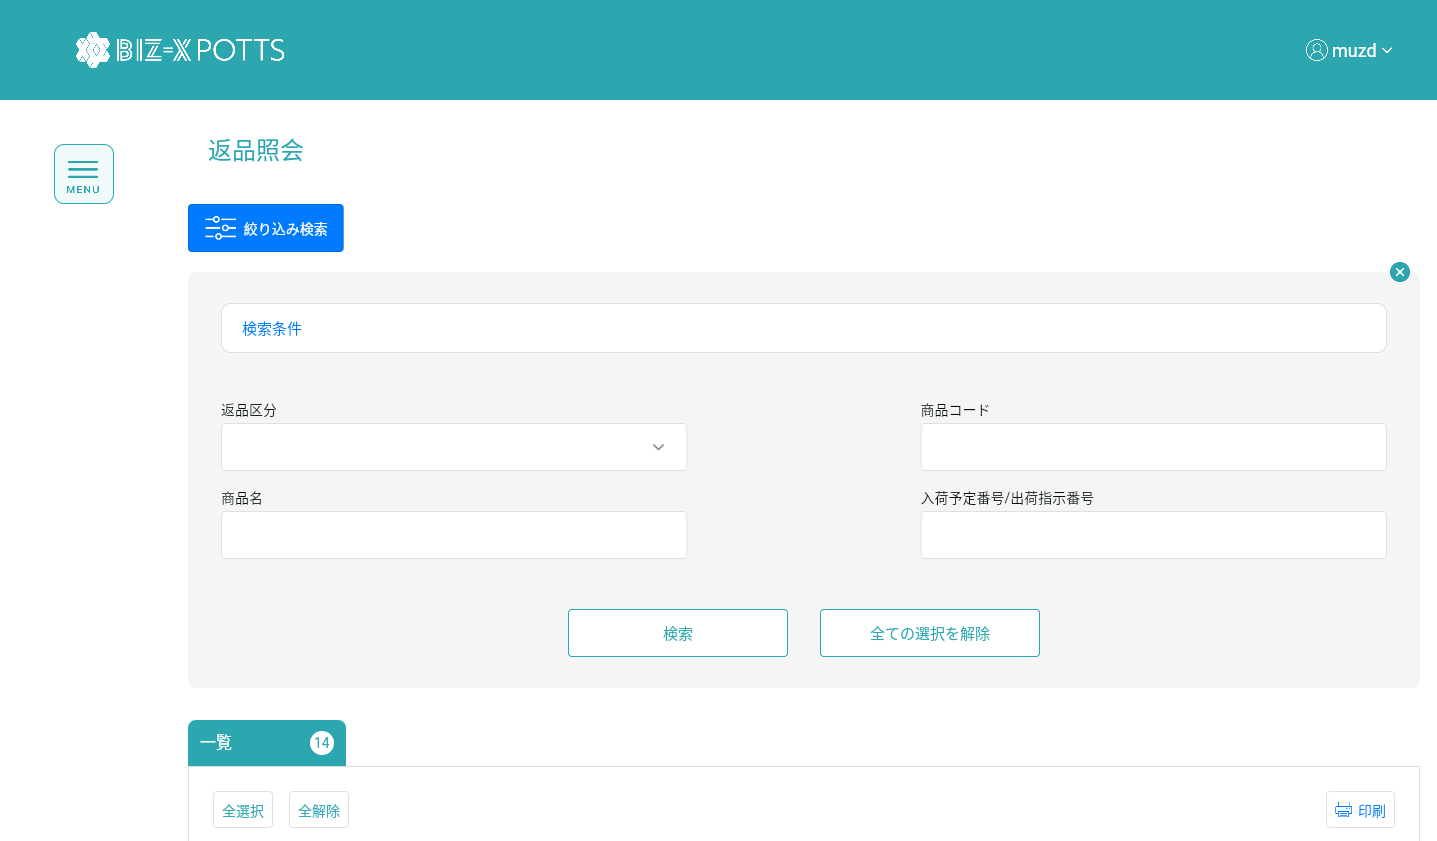 BIZ-X POTTS
muzd
MENU
返品照会
絞り込み検索
検索条件
返品区分
商品コード
商品名
入荷予定番号/出荷指示番号
検索
全ての選択を解除
一覧 14
全選択
全解除
印刷